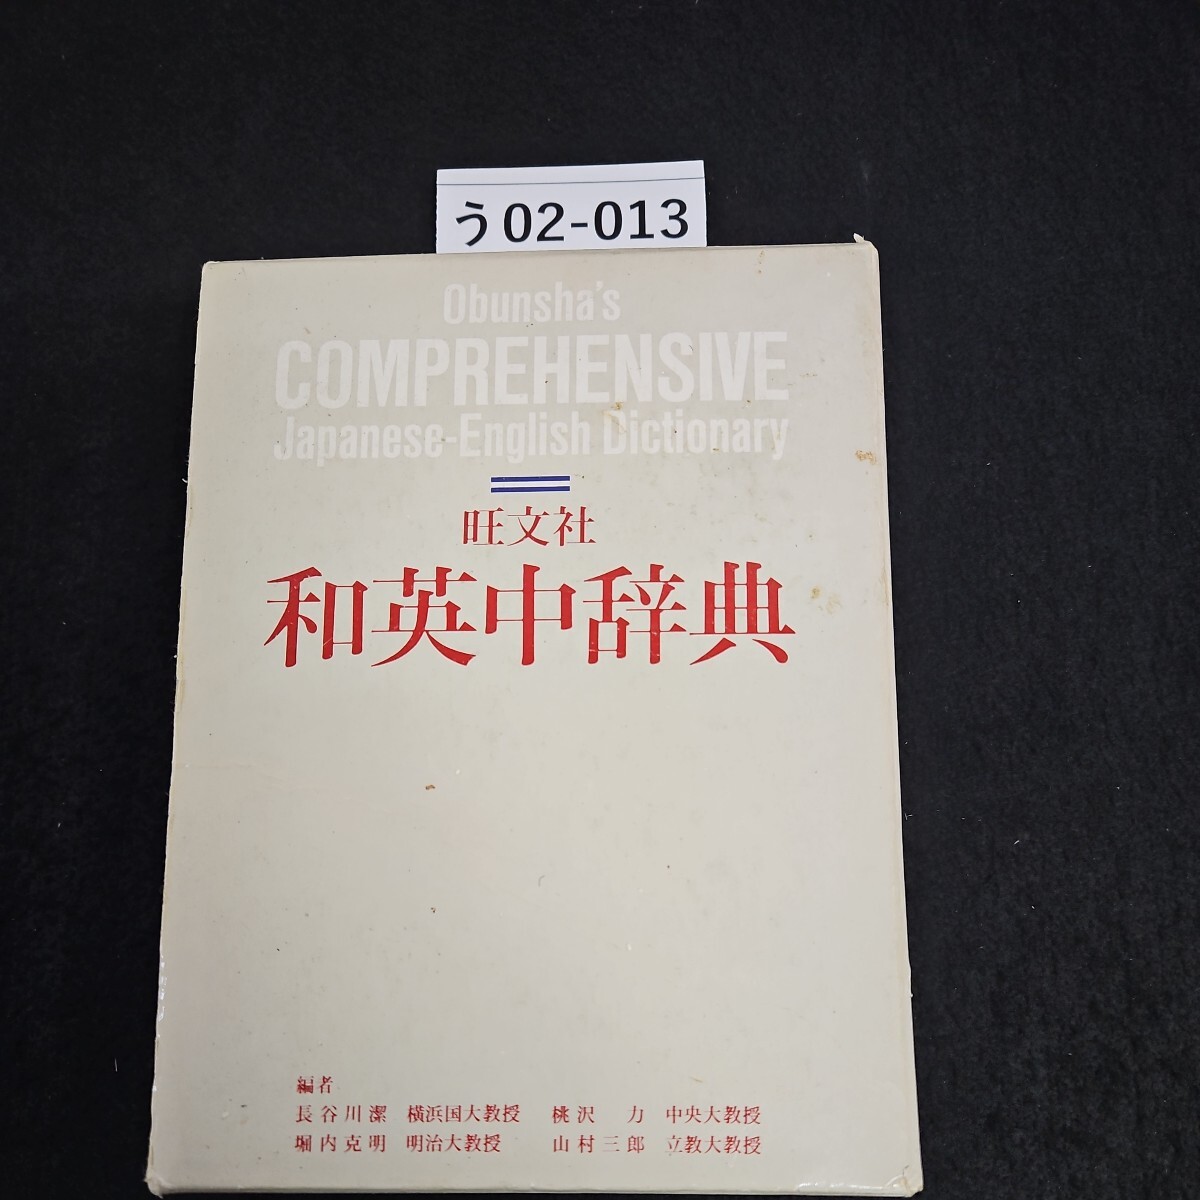 う02-013
Obunsha's
COMPREHENSIVE
Japanese-English Dictionary
旺文社
和英中辞典
編者
長谷川潔 横浜国大教授 桃沢 力 中央大教授
堀内克明 明治大教授 山村三郎 立教大教授